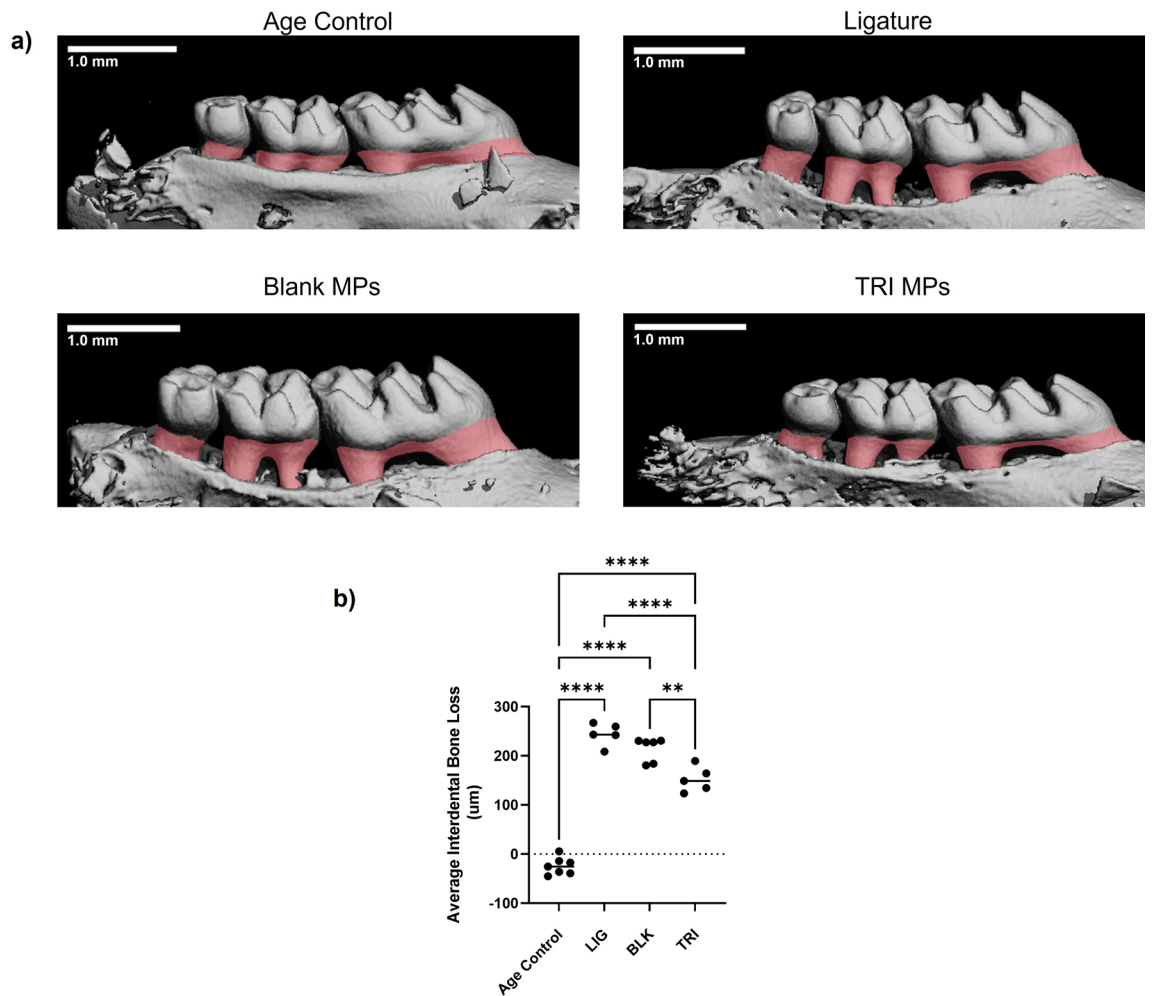 a)
Age Control
Ligature
1.0 mm
1.0 mm
Blank MPs
TRI MPs
1.0 mm
1.0 mm
b)
****
****
****
****
**
Average Interdental Bone Loss
(um)
300
200
100
0
-100
Age Control
LIG
BLK
TRI